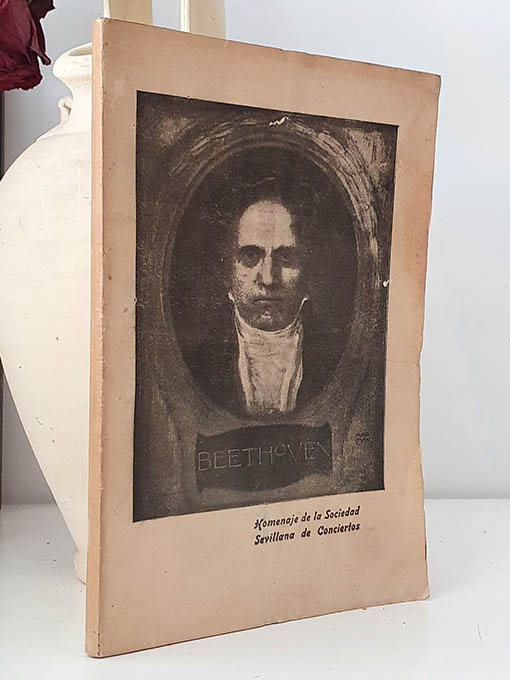 BEETHOVEN
Homenaje de la Sociedad
Sevillana de Conciertos